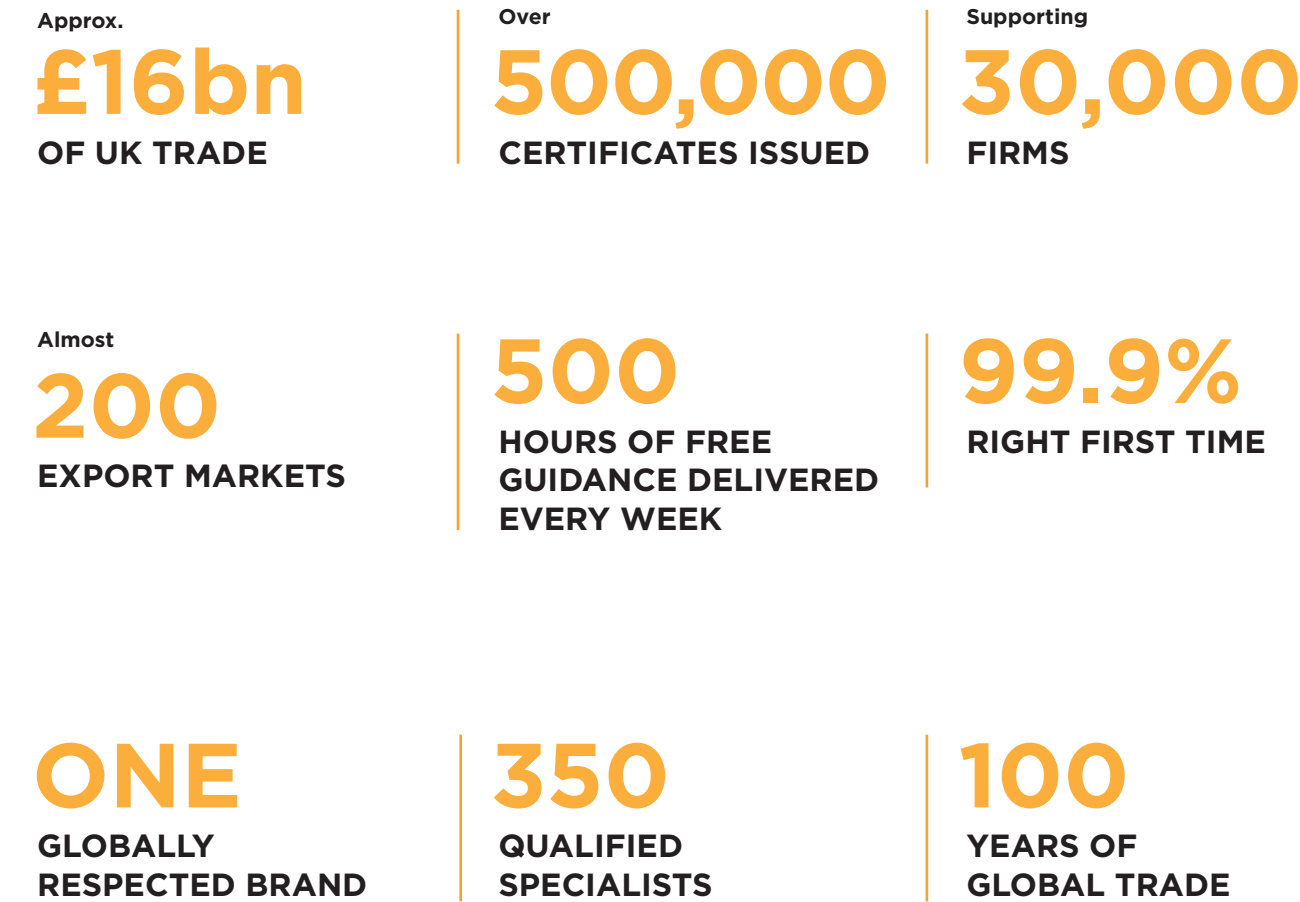 Approx.
£16bn
OF UK TRADE
Over
500,000
CERTIFICATES ISSUED
Supporting
30,000
FIRMS
Almost
200
EXPORT MARKETS
500
HOURS OF FREE
GUIDANCE DELIVERED
EVERY WEEK
99.9%
RIGHT FIRST TIME
ONE
GLOBALLY
RESPECTED BRAND
350
QUALIFIED
SPECIALISTS
100
YEARS OF
GLOBAL TRADE